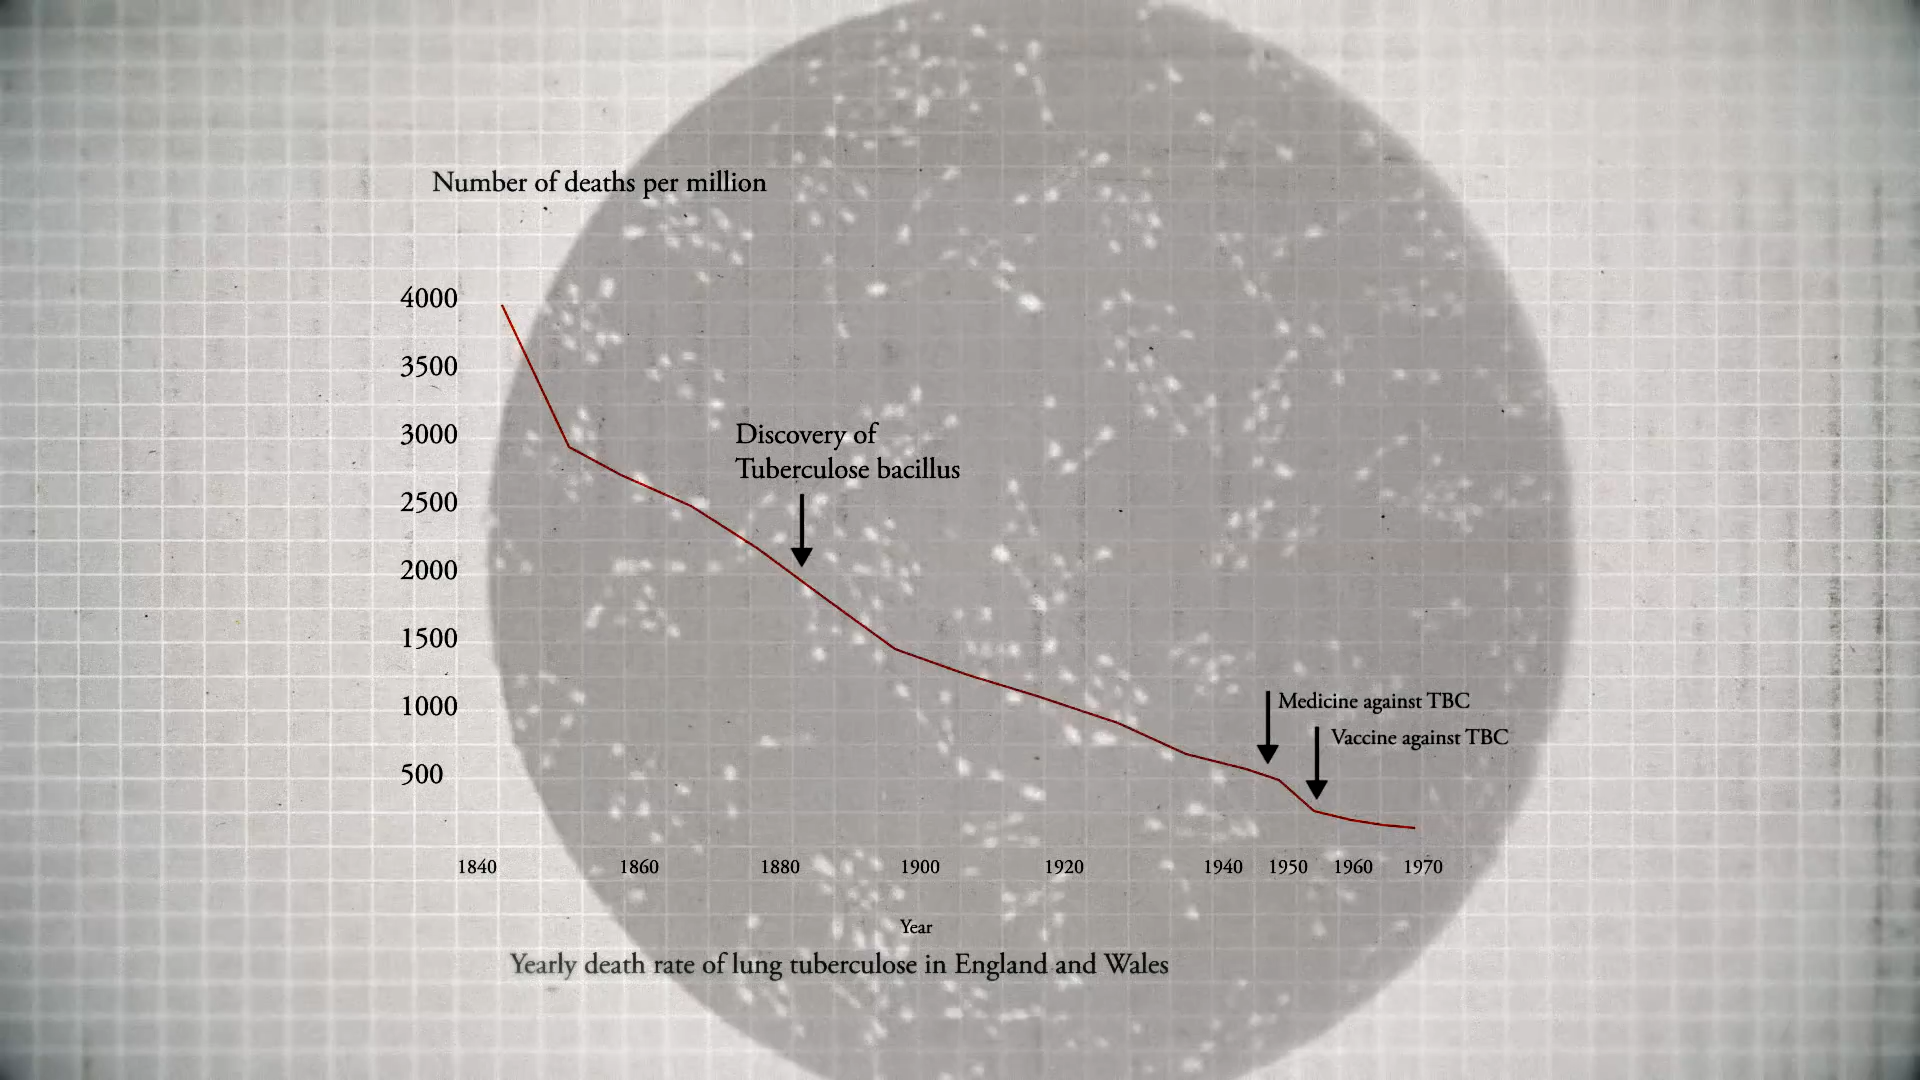 Number of deaths per million
4000
3500
3000
Discovery of
Tuberculose bacillus
2500
2000
1500
1000
Medicine against TBC
Vaccine against TBC
500
1840 1860 1880 1900 1920 1940 1950 1960 1970
Year
Yearly death rate of lung tuberculose in England and Wales